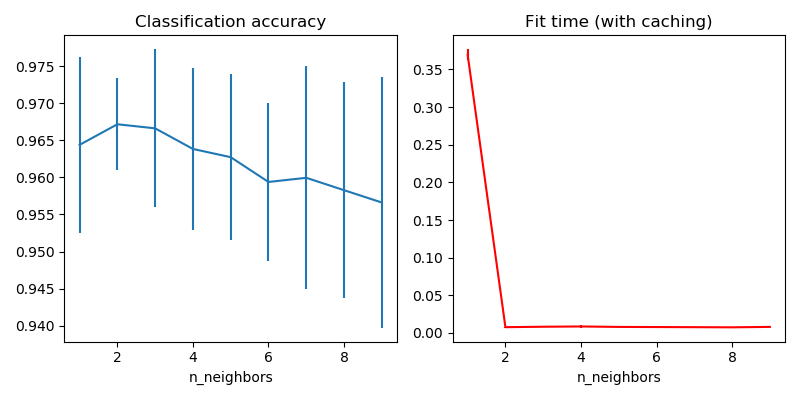 Classification accuracy
0.975
0.970
0.965
0.960
0.955
0.950
0.945
0.940
2 4 6 8
n_neighbors
Fit time (with caching)
0.35
0.30
0.25
0.20
0.15
0.10
0.05
0.00
2 4 6 8
n_neighbors